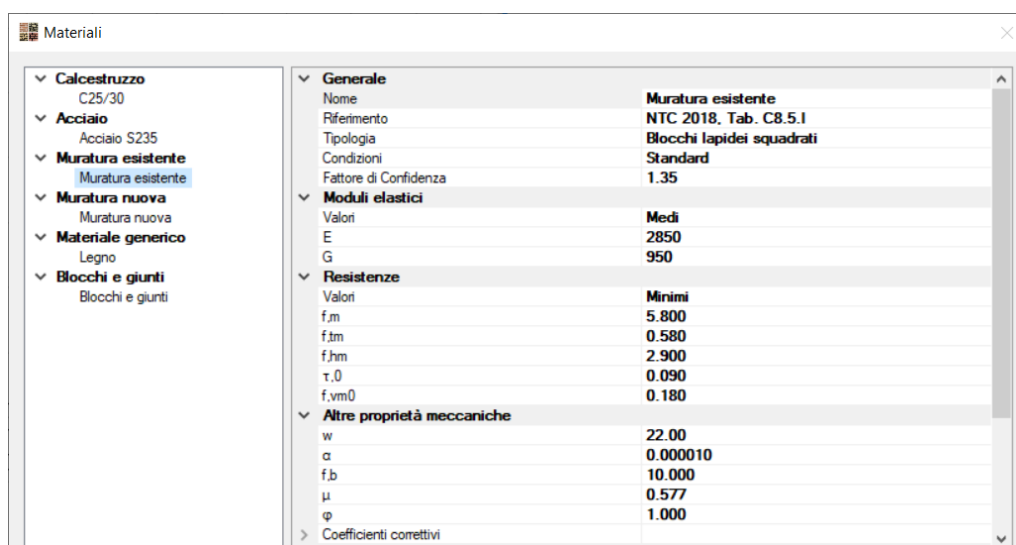 Materiali
Calcestruzzo
C25/30
Acciaio
Acciaio S235
Muratura esistente
Muratura esistente
Muratura nuova
Muratura nuova
Materiale generico
Legno
Blocchi e giunti
Blocchi e giunti
Generale
Nome Muratura esistente
Riferimento NTC 2018, Tab. C8.5.I
Tipologia Blocchi lapidei squadrati
Condizioni Standard
Fattore di Confidenza 1.35
Moduli elastici
Valori Medi
E 2850
G 950
Resistenze
Valori Minimi
f,m 5.800
f,tm 0.580
f,hm 2.900
τ,0 0.090
f,vm0 0.180
Altre proprietà meccaniche
w 22.00
α 0.000010
f,b 10.000
μ 0.577
φ 1.000
Coefficienti correttivi